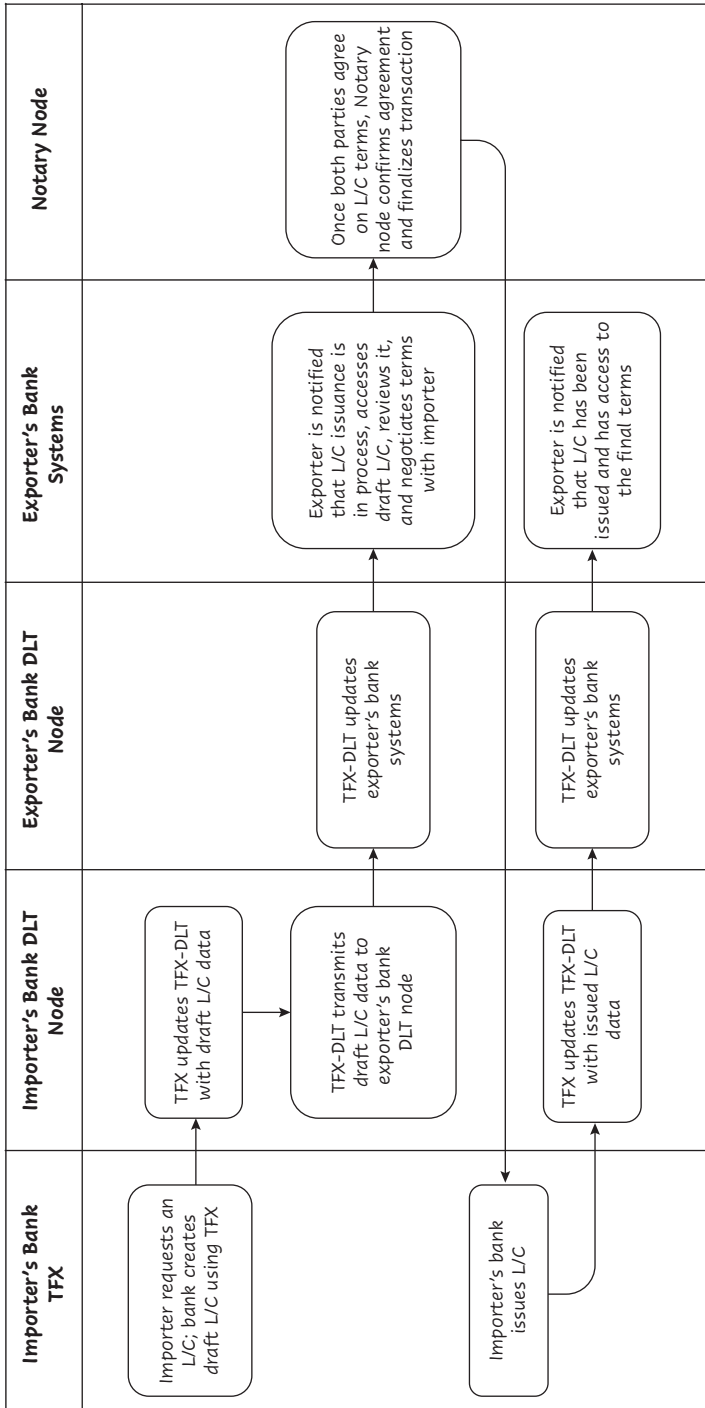 Importer's Bank
TFX
Importer's Bank DLT
Node
Exporter's Bank DLT
Node
Exporter's Bank
Systems
Notary Node
Importer requests an
L/C; bank creates
draft L/C using TFX
TFX updates TFX-DLT
with draft L/C data
TFX-DLT transmits
draft L/C data to
exporter's bank
DLT node
TFX-DLT updates
exporter's bank
systems
Exporter is notified
that L/C issuance is
in process, accesses
draft L/C, reviews it,
and negotiates terms
with importer
Once both parties agree
on L/C terms, Notary
node confirms agreement
and finalizes transaction
Importer's bank
issues L/C
TFX updates TFX-DLT
with issued L/C
data
TFX-DLT updates
exporter's bank
systems
Exporter is notified
that L/C has been
issued and has access to
the final terms